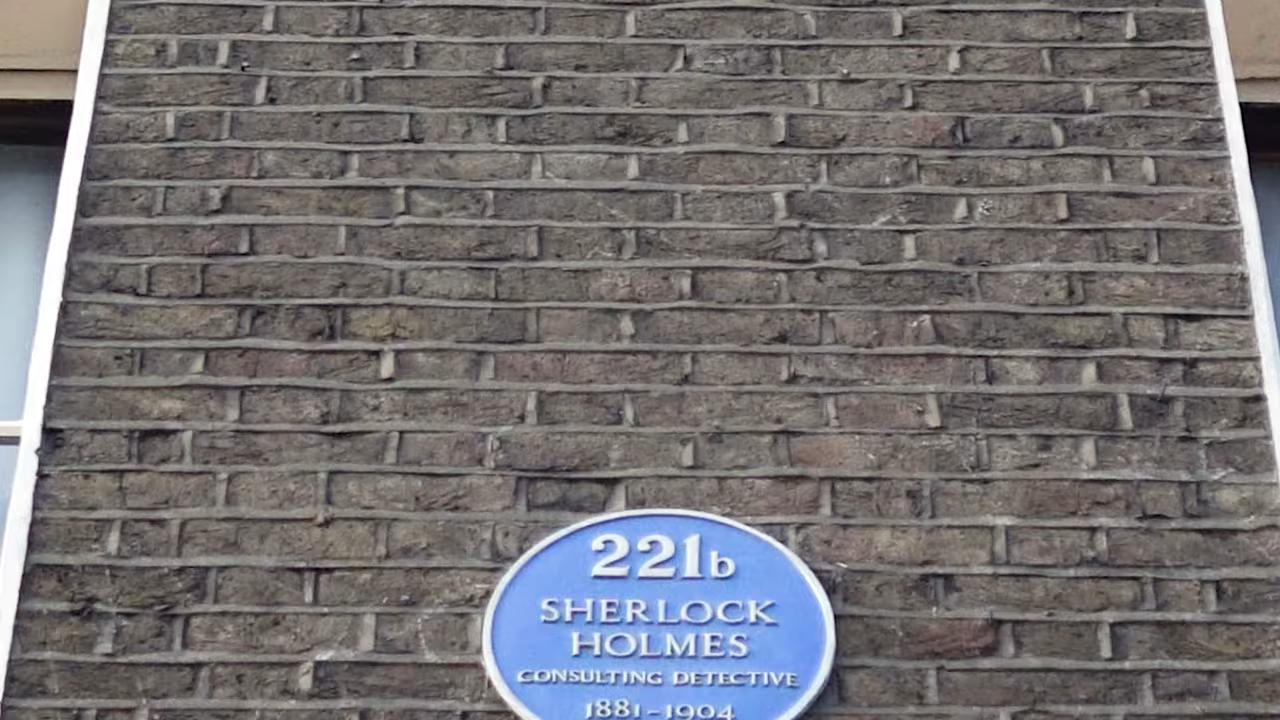 221b
SHERLOCK
HOLMES
CONSULTING DETECTIVE
1881-1904